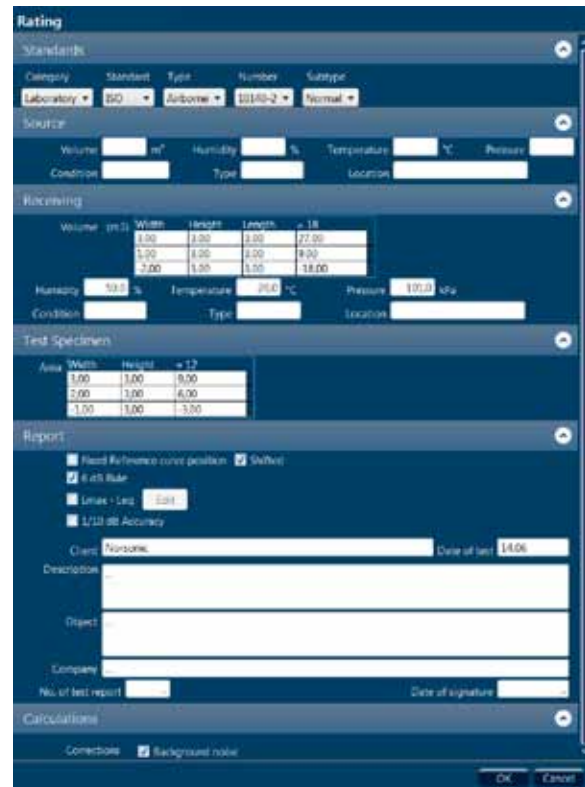 Rating
Standards
Category Standard Type Number Subtype
Laboratory ISO Airborne 10140-2 Normal
Source
Volume m³ Humidity % Temperature °C Pressure
Condition Type Location
Receiving
Volume (m3) Width Height Length = 18
3,00 3,00 3,00 27,00
1,00 3,00 3,00 9,00
-2,00 3,00 3,00 -18,00
Humidity 50,0 % Temperature 20,0 °C Pressure 101,0 kPa
Condition Type Location
Test Specimen
Area Width Height = 12
3,00 3,00 9,00
2,00 3,00 6,00
-1,00 3,00 -3,00
Report
Fixed Reference curve position Shifted
Rule
Lmax - Leq Edit
1/10 dB Accuracy
Client Norsonic Date of test 14.06
Description ...
Object ...
Company ...
No. of test report Date of signature
Calculations
Corrections Background noise
OK Cancel